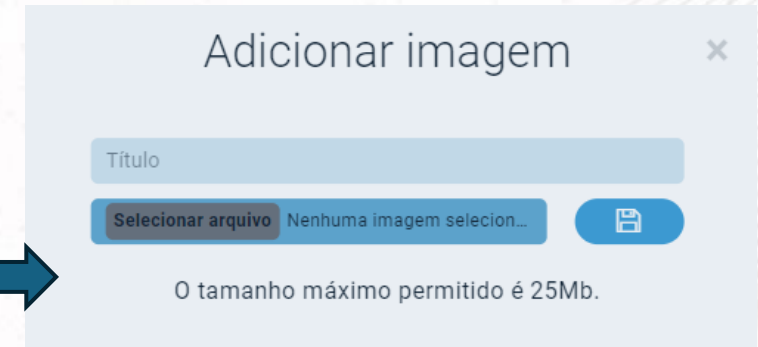 Adicionar imagem ×
Título
Selecionar arquivo Nenhuma imagem selecion...
O tamanho máximo permitido é 25Mb.